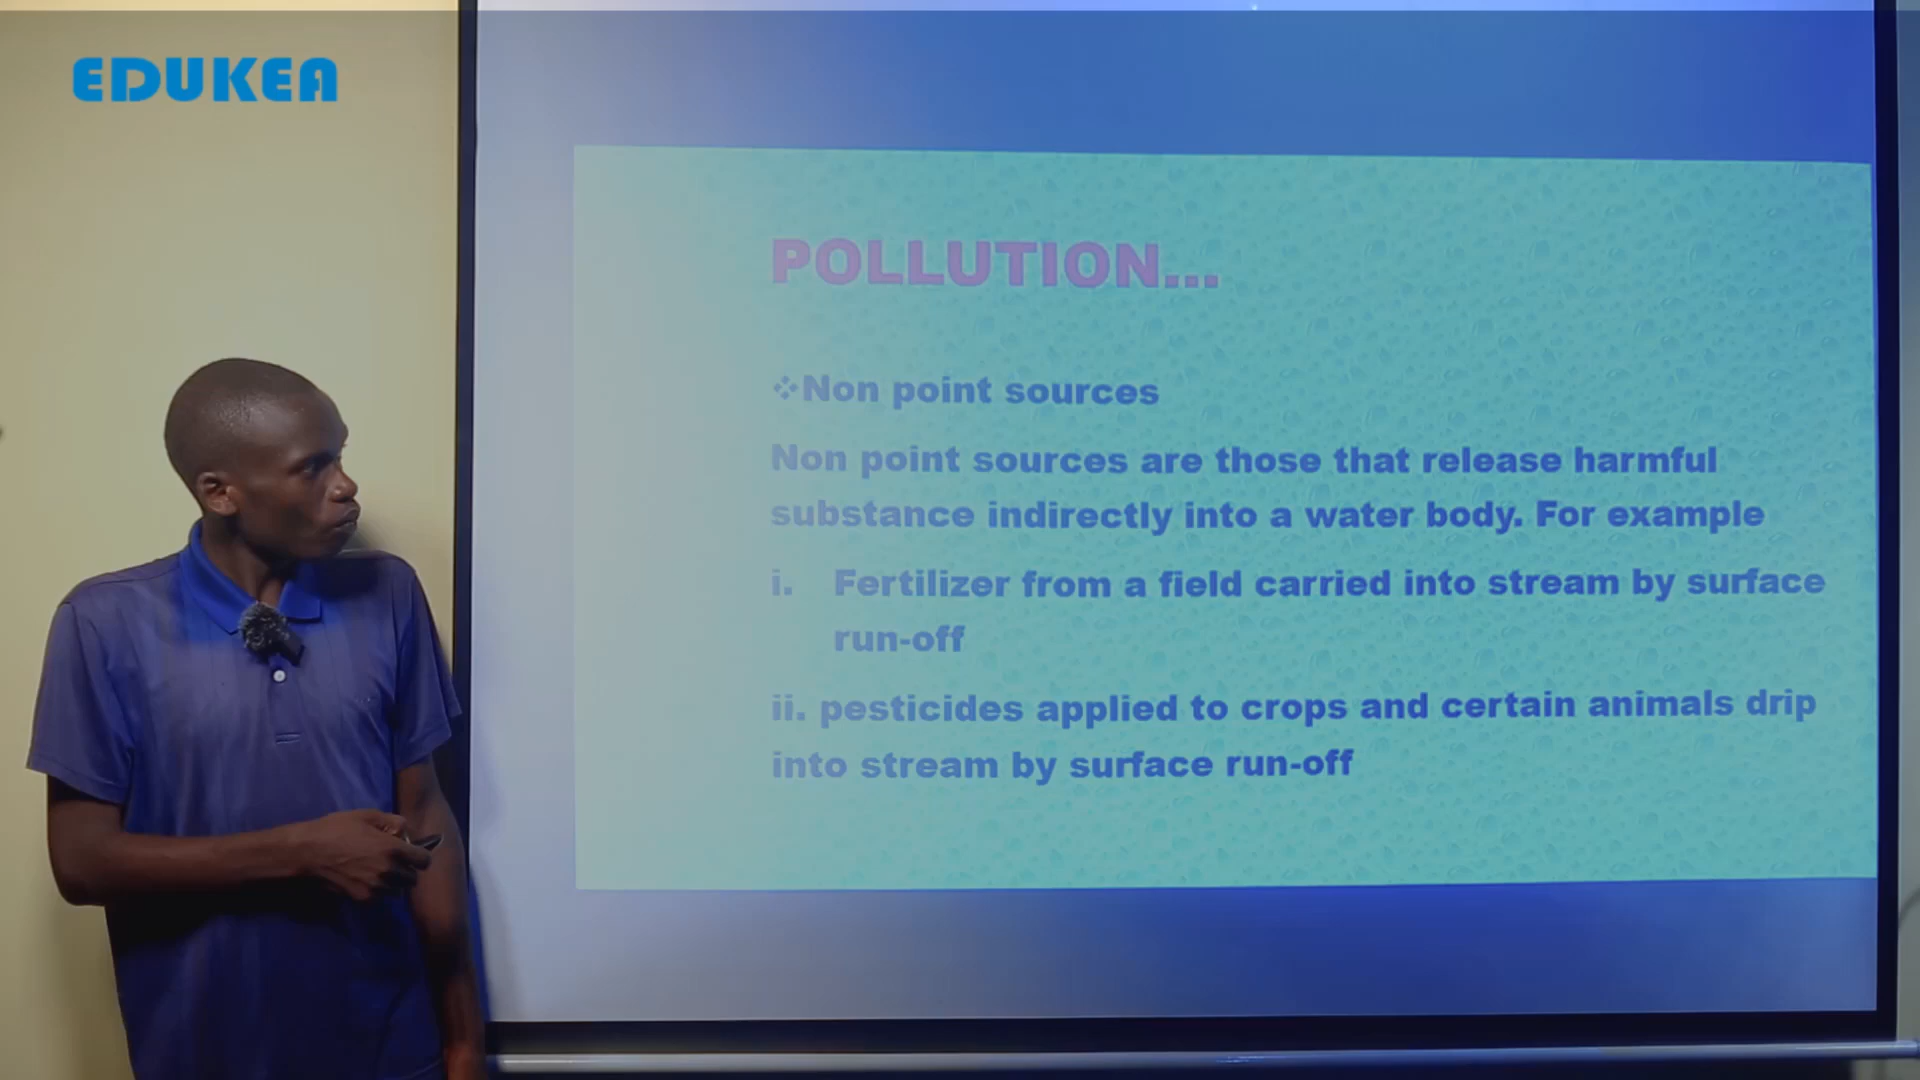 EDUKEA
POLLUTION...
❖Non point sources
Non point sources are those that release harmful
substance indirectly into a water body. For example
i. Fertilizer from a field carried into stream by surface
run-off
ii. pesticides applied to crops and certain animals drip
into stream by surface run-off